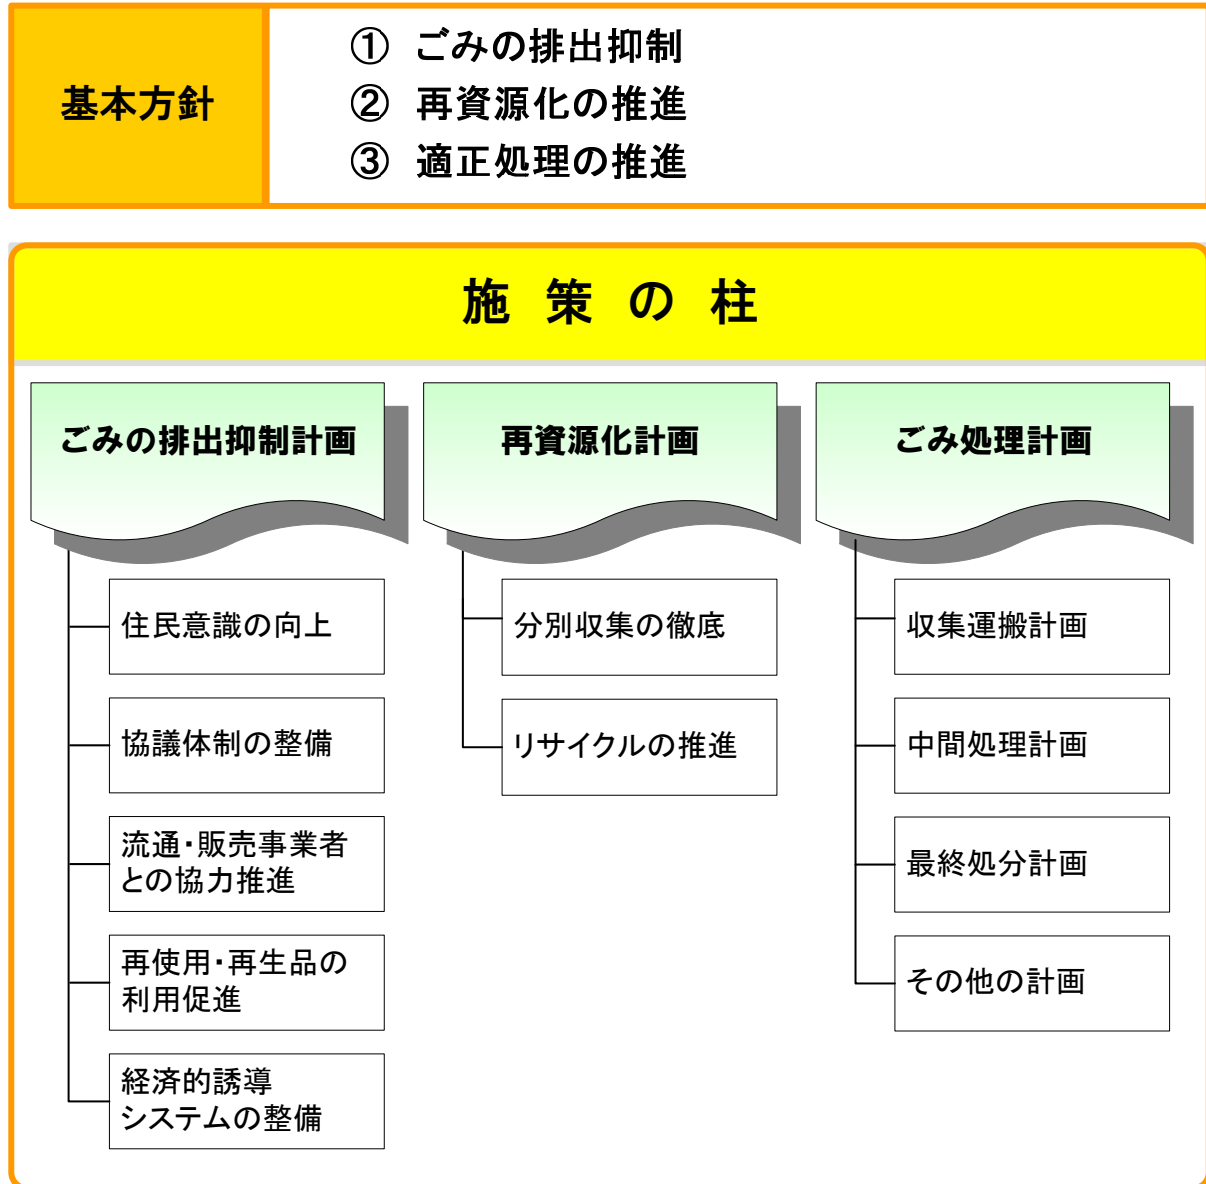 基本方針
① ごみの排出抑制
② 再資源化の推進
③ 適正処理の推進
施 策 の 柱
ごみの排出抑制計画
住民意識の向上
協議体制の整備
流通・販売事業者
との協力推進
再使用・再生品の
利用促進
経済的誘導
システムの整備
再資源化計画
分別収集の徹底
リサイクルの推進
ごみ処理計画
収集運搬計画
中間処理計画
最終処分計画
その他の計画